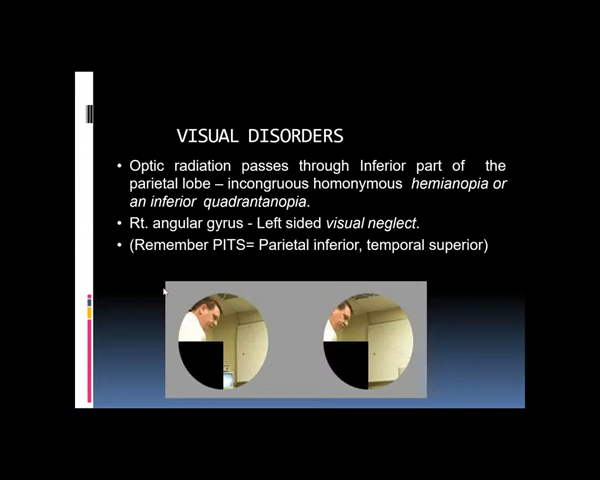 VISUAL DISORDERS
• Optic radiation passes through Inferior part of the
parietal lobe – incongruous homonymous hemianopia or
an inferior quadrantanopia.
• Rt. angular gyrus - Left sided visual neglect.
• (Remember PITS= Parietal inferior, temporal superior)